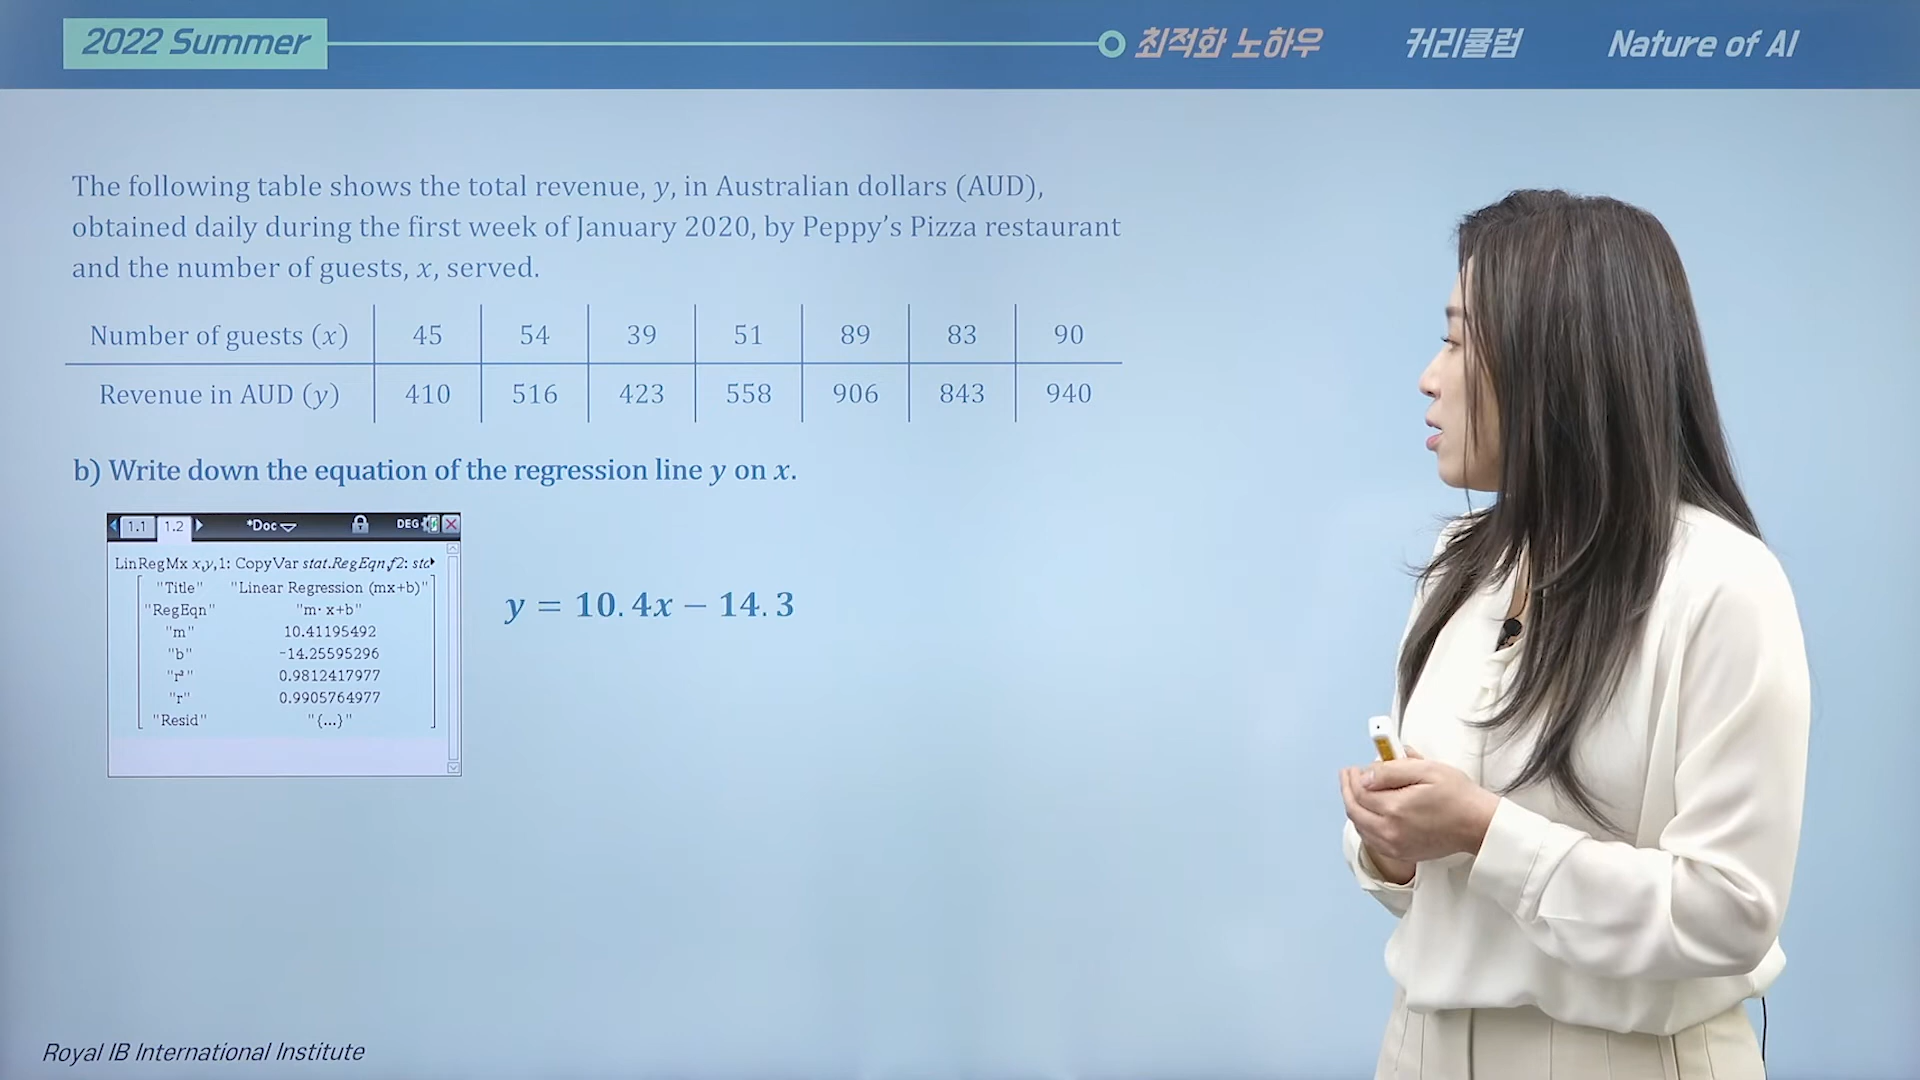 2022 Summer
최적화 노하우
커리큘럼
Nature of AI
The following table shows the total revenue, y, in Australian dollars (AUD),
obtained daily during the first week of January 2020, by Peppy’s Pizza restaurant
and the number of guests, x, served.
Number of guests (x) 45 54 39 51 89 83 90
Revenue in AUD (y) 410 516 423 558 906 843 940
b) Write down the equation of the regression line y on x.
1.1 1.2 *Doc DEG
LinRegMx x,y,1: CopyVar stat.RegEqn,f2: sta
"Title" "Linear Regression (mx+b)"
"RegEqn" "m·x+b"
"m" 10.41195492
"b" -14.25595296
"r²" 0.9812417977
"r" 0.9905764977
"Resid" "{...}"
y = 10.4x − 14.3
Royal IB International Institute